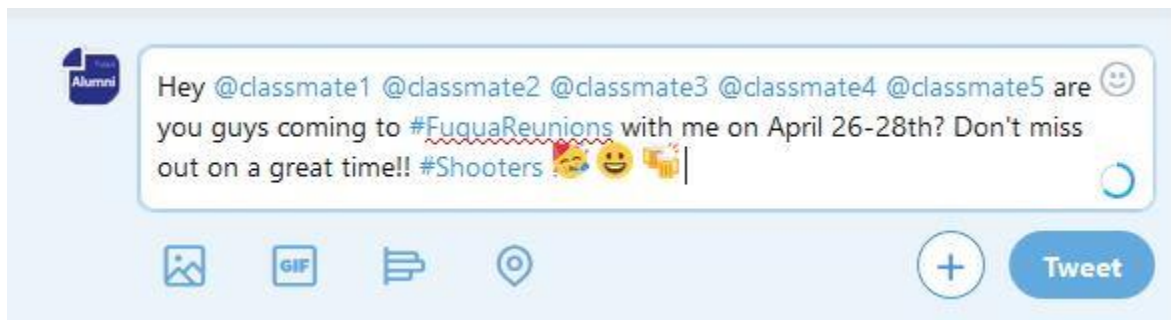 Alumni
Hey @classmate1 @classmate2 @classmate3 @classmate4 @classmate5 are
you guys coming to #FuquaReunions with me on April 26-28th? Don't miss
out on a great time!! #Shooters 🥳 😀 🍻
GIF
Tweet